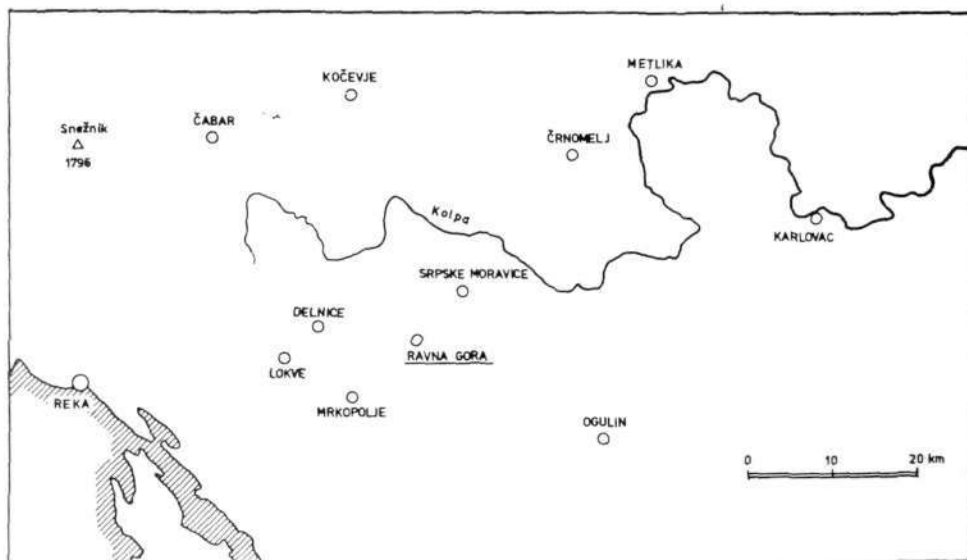 METLIKA
KOČEVJE
ČABAR
Snežnik
1796
ČRNOMELJ
Kolpa
KARLOVAC
SRPSKE MORAVICE
DELNICE
RAVNA GORA
LOKVE
REKA
MRKOPOLJE
OGULIN
0 10 20 km